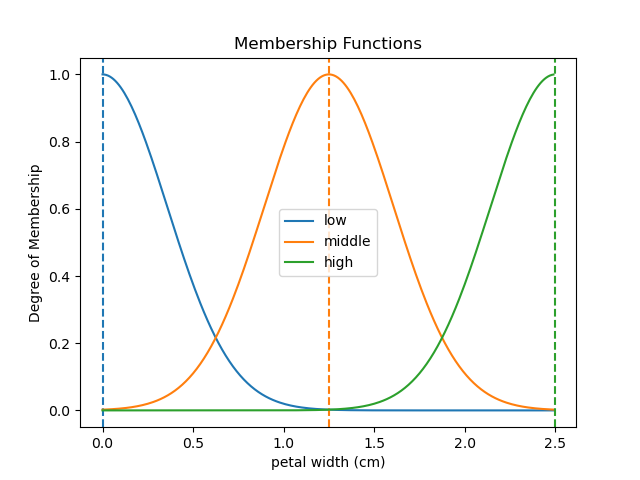 Membership Functions
1.0
0.8
0.6
0.4
0.2
0.0
Degree of Membership
low
middle
high
0.0 0.5 1.0 1.5 2.0 2.5
petal width (cm)